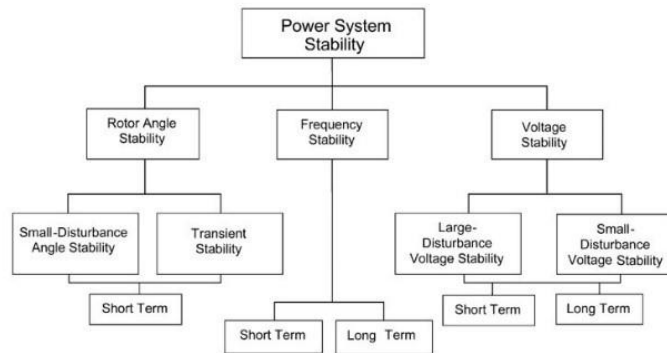 Power System
Stability
Rotor Angle
Stability
Frequency
Stability
Voltage
Stability
Small-Disturbance
Angle Stability
Transient
Stability
Large-
Disturbance
Voltage Stability
Small-
Disturbance
Voltage Stability
Short Term
Short Term
Long Term
Short Term
Long Term